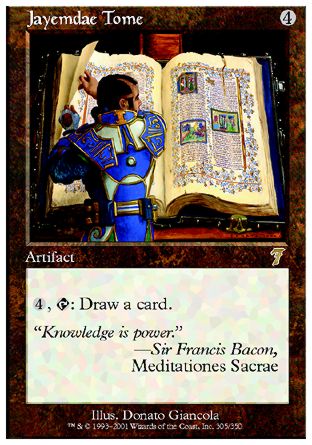 Jayemdae Tome 4
Artifact
4 , : Draw a card.
“Knowledge is power.”
—Sir Francis Bacon,
Meditationes Sacrae
Illus. Donato Giancola
™ & © 1993–2001 Wizards of the Coast, Inc. 305/350